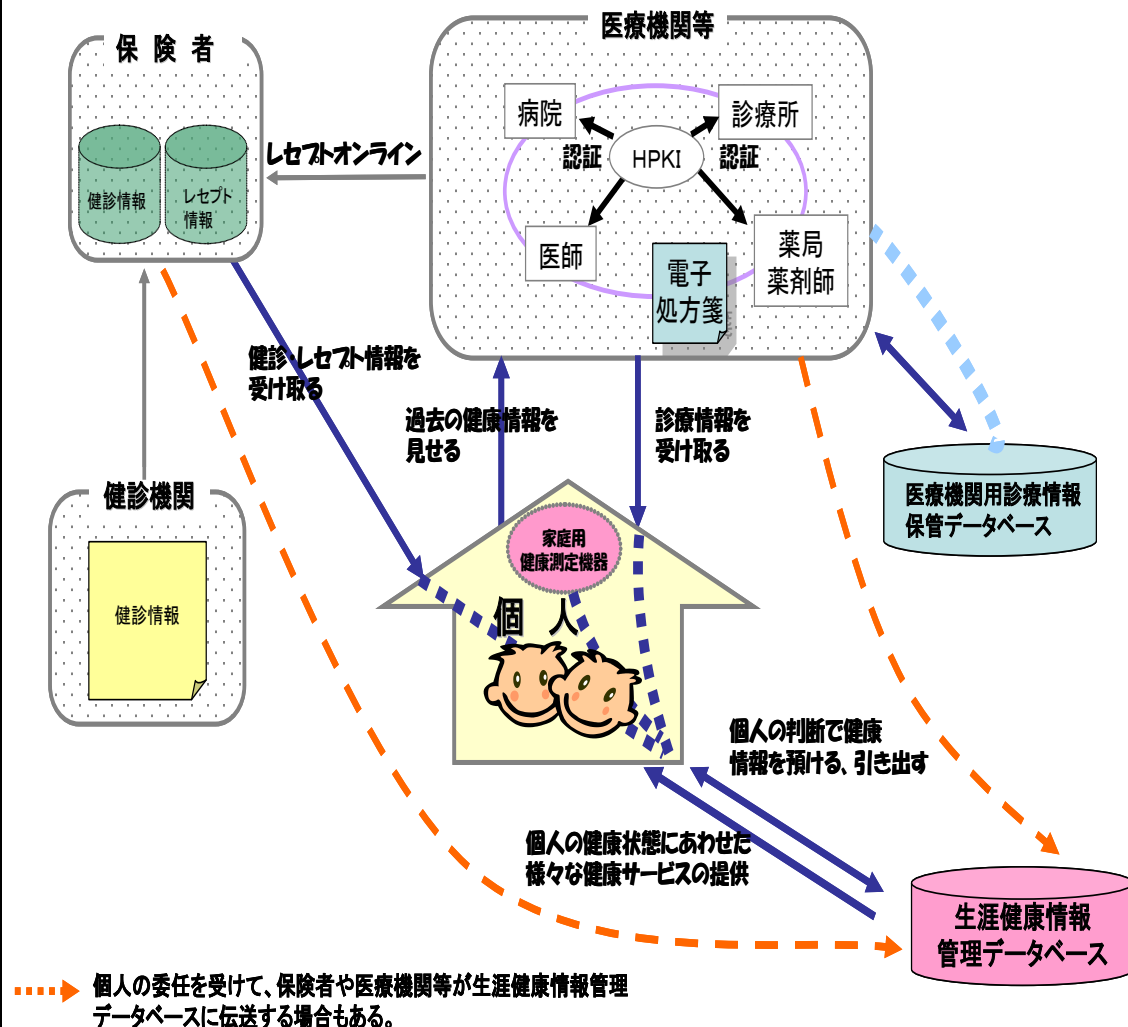 保険者
健診情報
レセプト
情報
レセプトオンライン
医療機関等
病院
診療所
認証
HPKI
認証
医師
電子
処方箋
薬局
薬剤師
健診・レセプト情報を
受け取る
過去の健康情報を
見せる
診療情報を
受け取る
医療機関用診療情報
保管データベース
健診機関
健診情報
家庭用
健康測定機器
個人
個人の判断で健康
情報を預ける、引き出す
個人の健康状態にあわせた
様々な健康サービスの提供
生涯健康情報
管理データベース
個人の委任を受けて、保険者や医療機関等が生涯健康情報管理
データベースに伝送する場合もある。